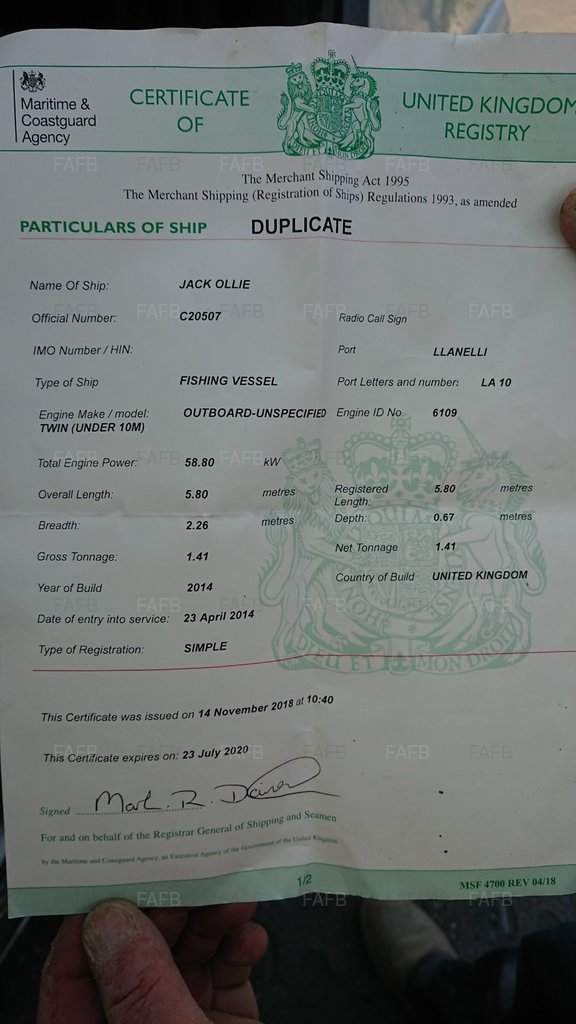 Maritime &
Coastguard
Agency
CERTIFICATE
OF
UNITED KINGDOM
REGISTRY
DIEU ET MON DROIT
The Merchant Shipping Act 1995
The Merchant Shipping (Registration of Ships) Regulations 1993, as amended
PARTICULARS OF SHIP DUPLICATE
Name Of Ship: JACK OLLIE
Official Number: C20507 Radio Call Sign
IMO Number / HIN: Port LLANELLI
Type of Ship FISHING VESSEL Port Letters and number: LA 10
Engine Make / model: OUTBOARD-UNSPECIFIED Engine ID No. 6109
TWIN (UNDER 10M)
Total Engine Power: 58.80 kW
Overall Length: 5.80 metres Registered Length: 5.80 metres
Breadth: 2.26 metres Depth: 0.67 metres
Gross Tonnage: 1.41 Net Tonnage 1.41
Year of Build 2014 Country of Build UNITED KINGDOM
Date of entry into service: 23 April 2014
Type of Registration: SIMPLE
DIEU ET MON DROIT
This Certificate was issued on 14 November 2018 at 10:40
This Certificate expires on: 23 July 2020
Signed Mark. R. 
For and on behalf of the Registrar General of Shipping and Seamen
by the Maritime and Coastguard Agency, an Executive Agency of the Government of the United Kingdom
1/2
MSF 4700 REV 04/18
FAFB